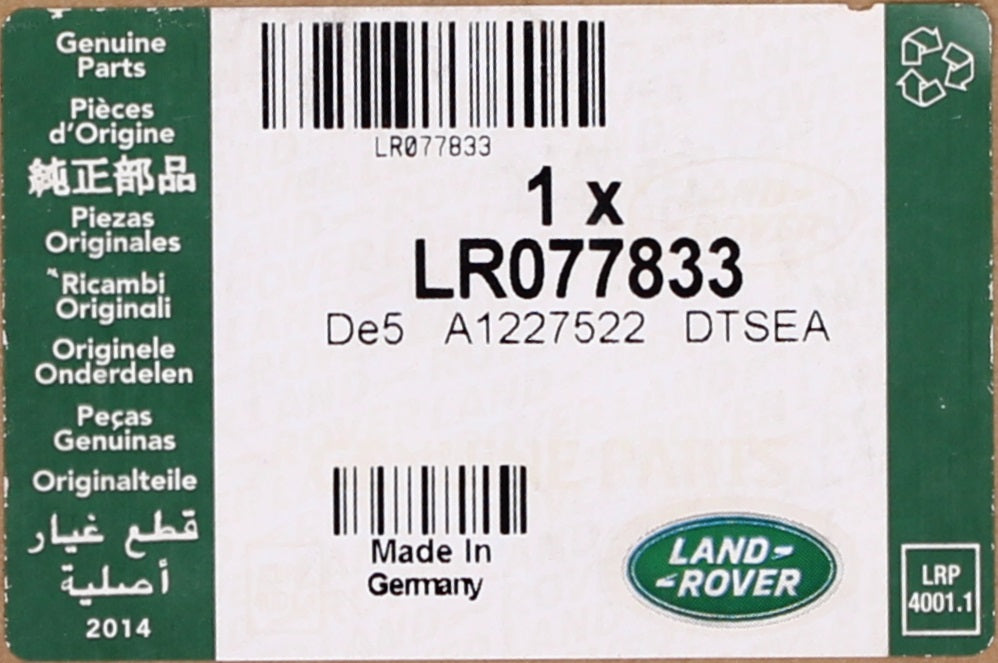 Genuine
Parts
Pièces
d'Origine
純正部品
Piezas
Originales
Ricambi
Originali
Originele
Onderdelen
Peças
Genuinas
Originalteile
قطع غيار
أصلية
2014
LR077833
1 x
LR077833
De5 A1227522 DTSEA
Made In
Germany
LAND-
-ROVER
LRP
4001.1